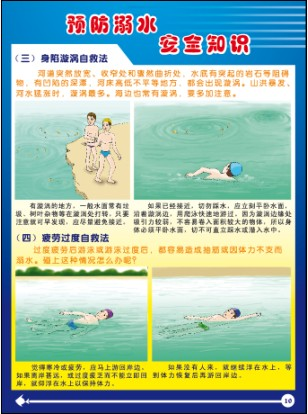 预防溺水
安全知识
（三）身陷漩涡自救法
河道突然放宽、收窄处和骤然曲折处，水底有突起的岩石等阻碍
物，有凹陷的深潭，河床高低不平等地方，都会出现漩涡。山洪暴发、
河水猛涨时，漩涡最多。海边也常有漩涡，要多加注意。
有漩涡的地方，一般水面常有垃
圾、树叶杂物等在漩涡处打转，只要
注意就可早发现，应尽量避免接近。
如果已经接近，切勿踩水，应立刻平卧水面，
沿着漩涡边，用爬泳快速地游过，因为漩涡边缘处
吸引力较弱，不容易卷入面积较大的物体，所以身
体必须平卧水面，切不可直立踩水或潜入水中。
（四）疲劳过度自救法
过度疲劳后游泳或游泳过度后，都容易造成抽筋或因体力不支而
溺水。碰上这种情况怎么办呢？
觉得寒冷或疲劳，应马上游回岸边。
如果离岸甚远，或过度疲乏而不能立即回
岸，就仰浮在水上以保持体力。
如果没有人来，就继续浮在水上，等
到体力恢复后再游回岸边。
10